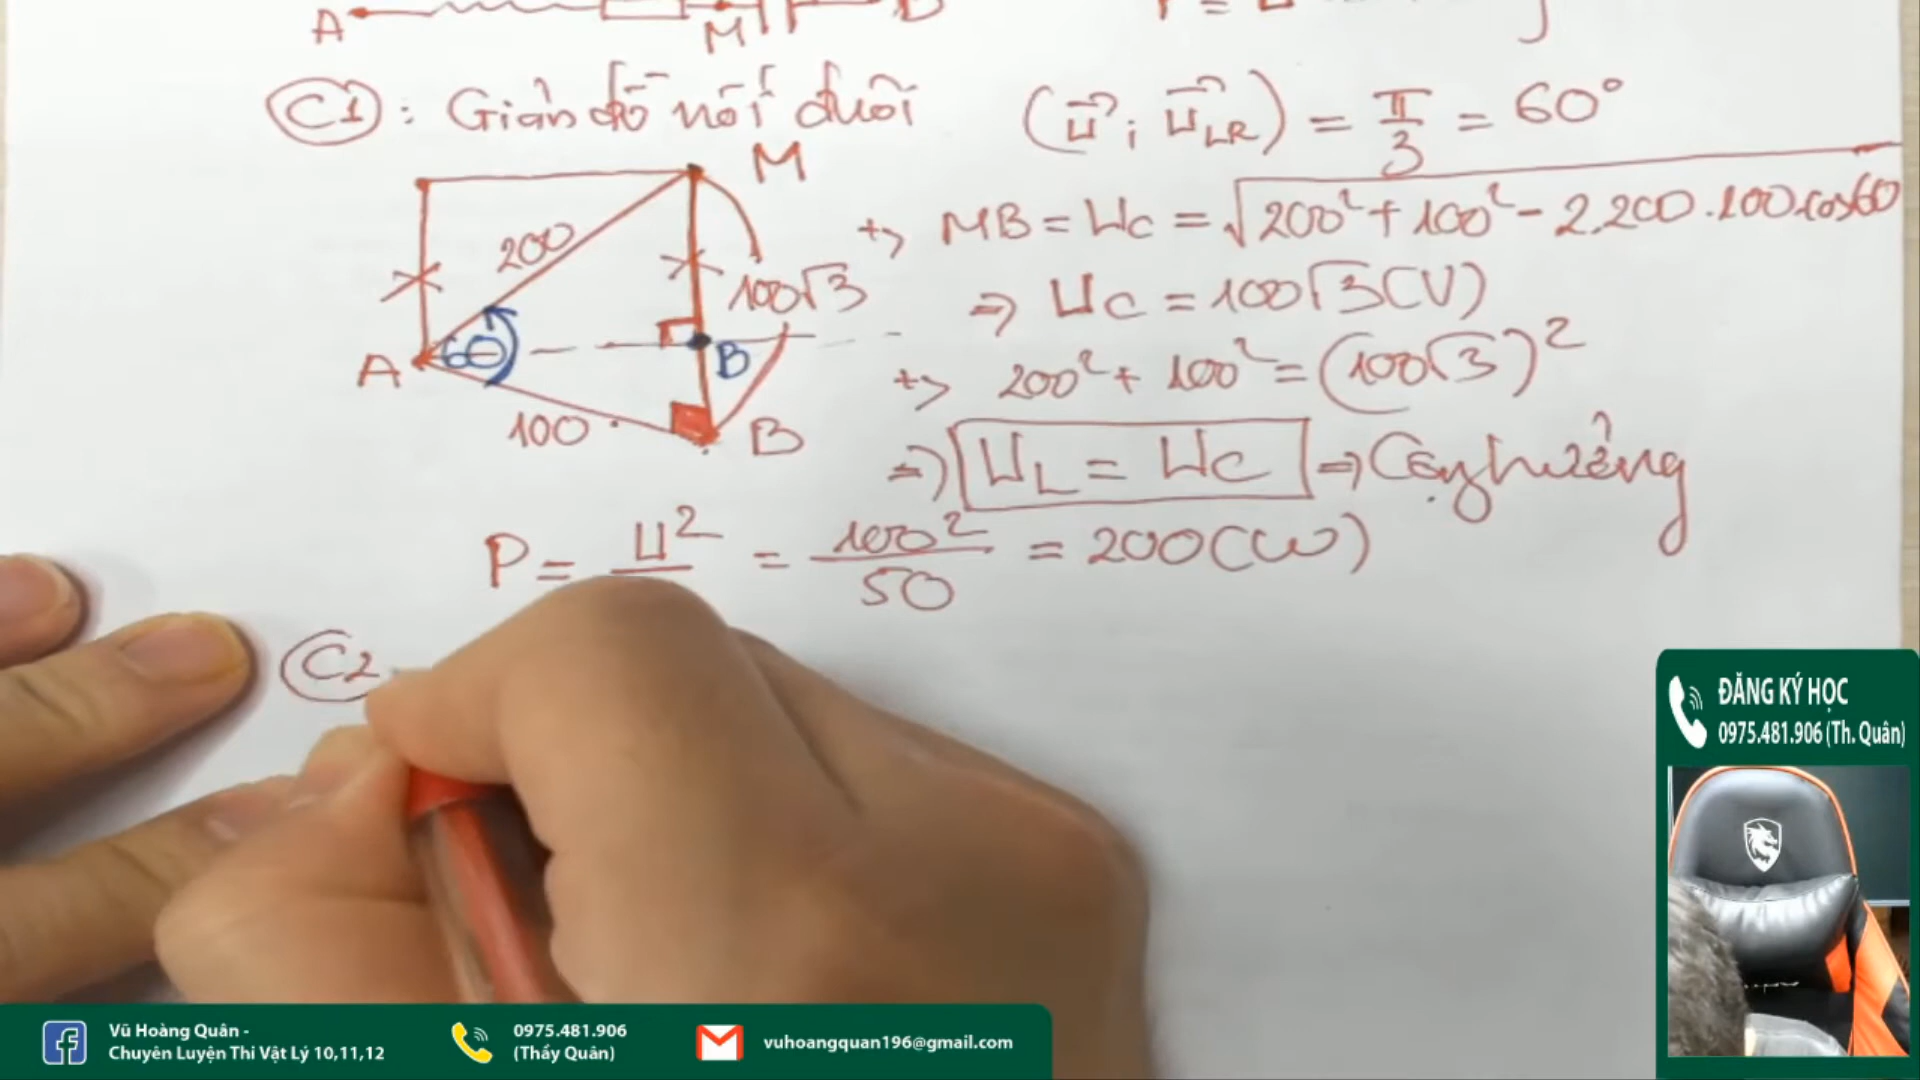 A M B
C1 : Giản đồ nối đuôi (u⃗ ; u⃗LR) = π/3 = 60°
M
200
+> MB = UC = √200² + 100² - 2.200.100.cos60
100√3
=> UC = 100√3 (V)
A 60 B
+> 200² + 100² = (100√3)²
100 B
=> UL = UC => Cộng hưởng
P = U² = 100²/50 = 200 (W)
C2
ĐĂNG KÝ HỌC
0975.481.906 (Th. Quân)
Vũ Hoàng Quân -
Chuyên Luyện Thi Vật Lý 10,11,12
0975.481.906
(Thầy Quân)
vuhoangquan196@gmail.com